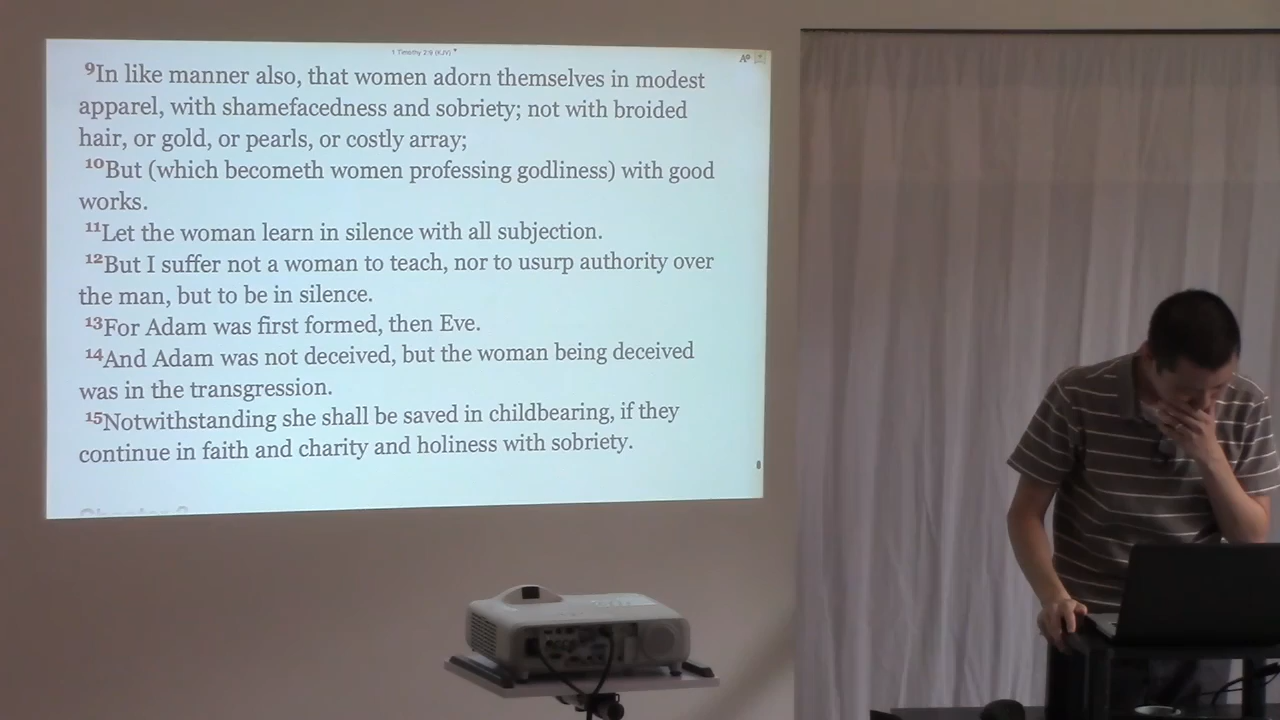 1 Timothy 2:9 (KJV)
9In like manner also, that women adorn themselves in modest
apparel, with shamefacedness and sobriety; not with broided
hair, or gold, or pearls, or costly array;
10But (which becometh women professing godliness) with good
works.
11Let the woman learn in silence with all subjection.
12But I suffer not a woman to teach, nor to usurp authority over
the man, but to be in silence.
13For Adam was first formed, then Eve.
14And Adam was not deceived, but the woman being deceived
was in the transgression.
15Notwithstanding she shall be saved in childbearing, if they
continue in faith and charity and holiness with sobriety.